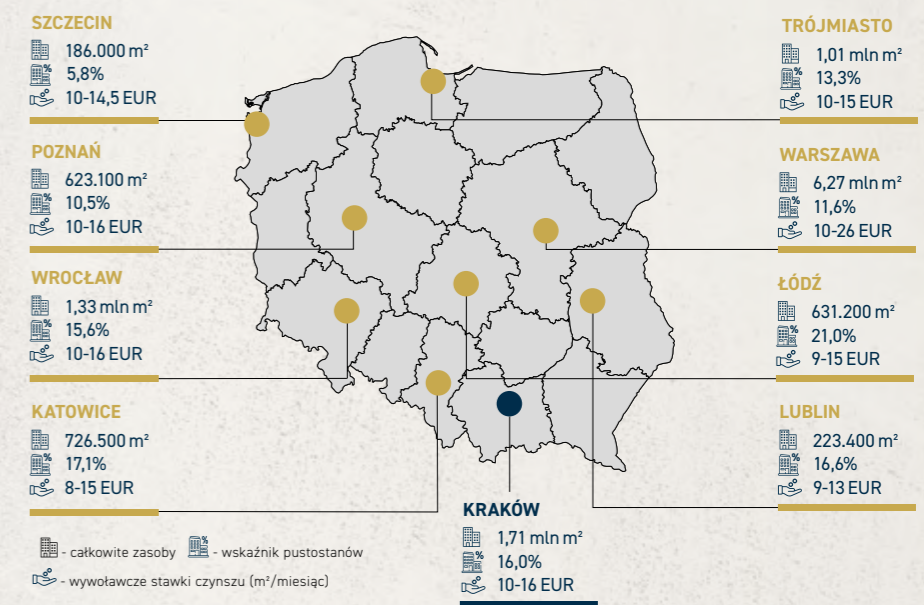 SZCZECIN
186.000 m²
5,8%
10-14,5 EUR
POZNAŃ
623.100 m²
10,5%
10-16 EUR
WROCŁAW
1,33 mln m²
15,6%
10-16 EUR
KATOWICE
726.500 m²
17,1%
8-15 EUR
TRÓJMIASTO
1,01 mln m²
13,3%
10-15 EUR
WARSZAWA
6,27 mln m²
11,6%
10-26 EUR
ŁÓDŹ
631.200 m²
21,0%
9-15 EUR
LUBLIN
223.400 m²
16,6%
9-13 EUR
KRAKÓW
1,71 mln m²
16,0%
10-16 EUR
- całkowite zasoby % - wskaźnik pustostanów
- wywoławcze stawki czynszu (m²/miesiąc)